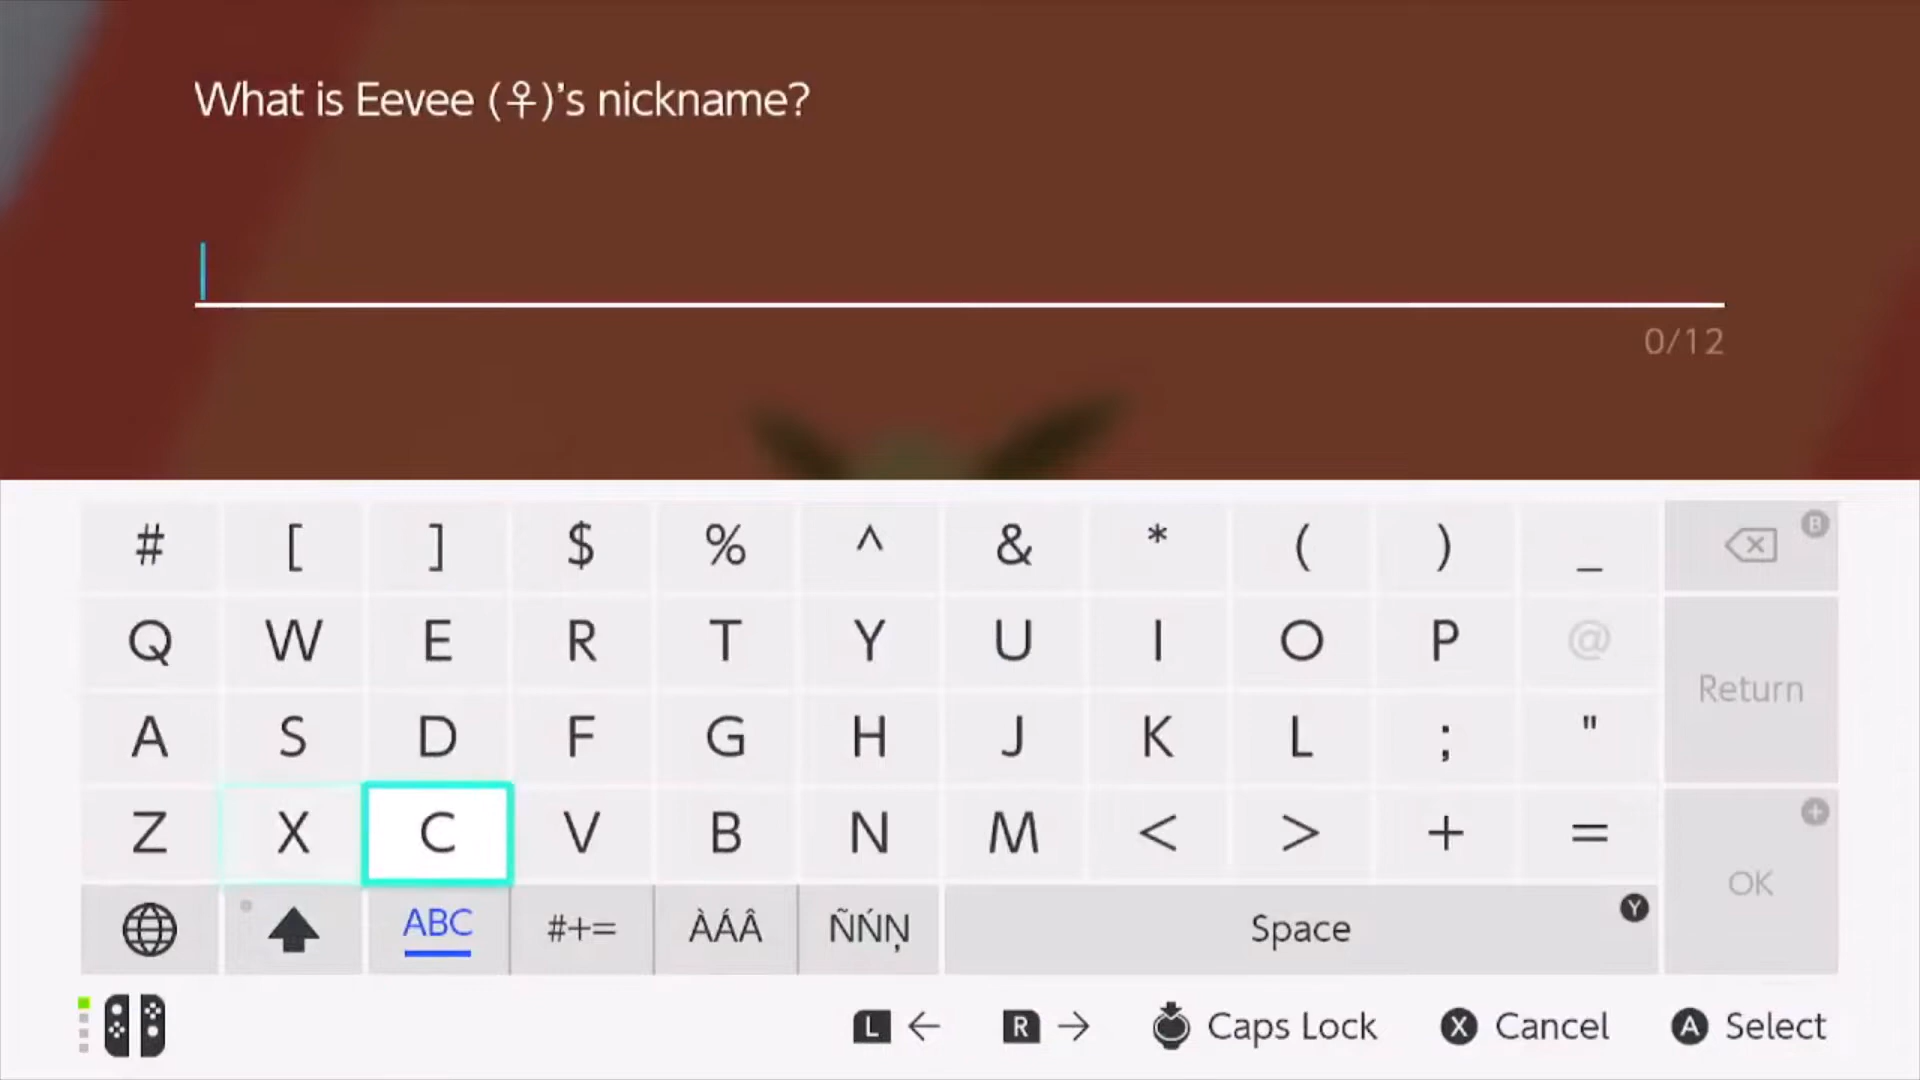 What is Eevee (♀)'s nickname?
0/12
# [ ] $ % ^ & * ( ) _ B
Q W E R T Y U I O P @ Return
A S D F G H J K L ; "
Z X C V B N M < > + = + OK
ABC #+= ÀÁÂ ÑŃŅ Space Y
L ← R → Caps Lock X Cancel A Select